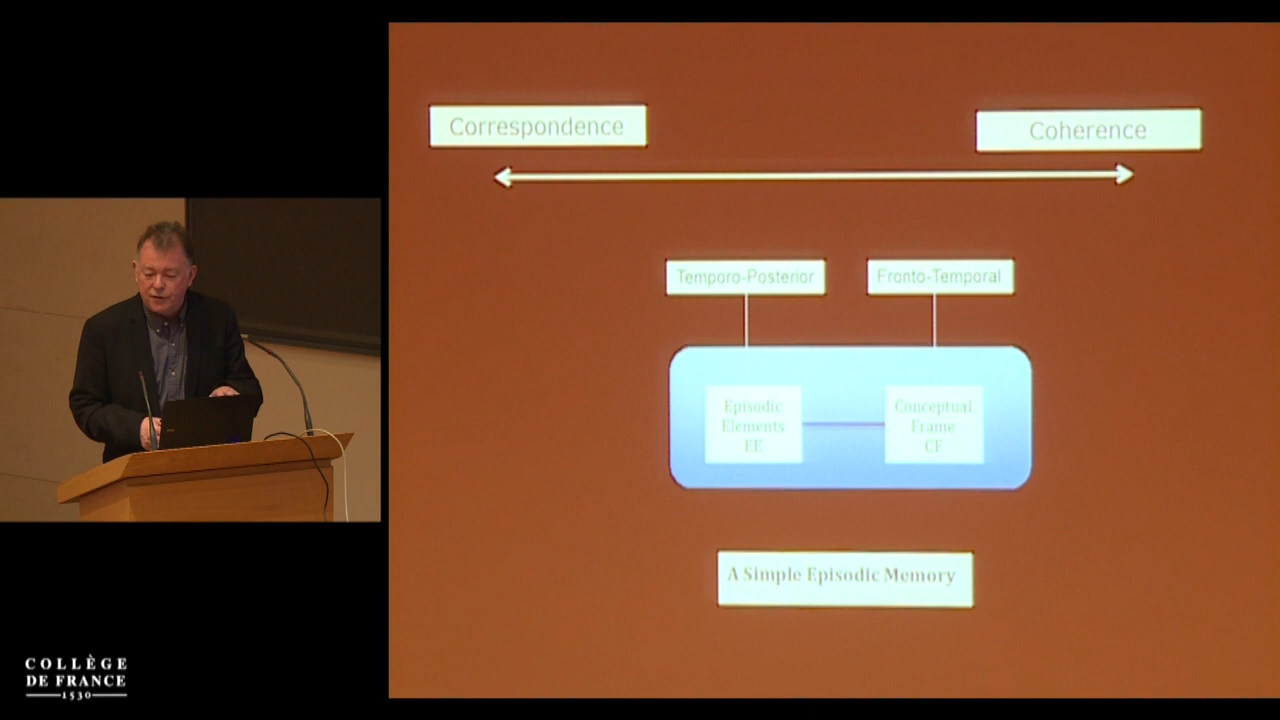 Correspondence
Coherence
Temporo-Posterior
Fronto-Temporal
Episodic
Elements
EE
Conceptual
Frame
CF
A Simple Episodic Memory
COLLÈGE
DE FRANCE
1530